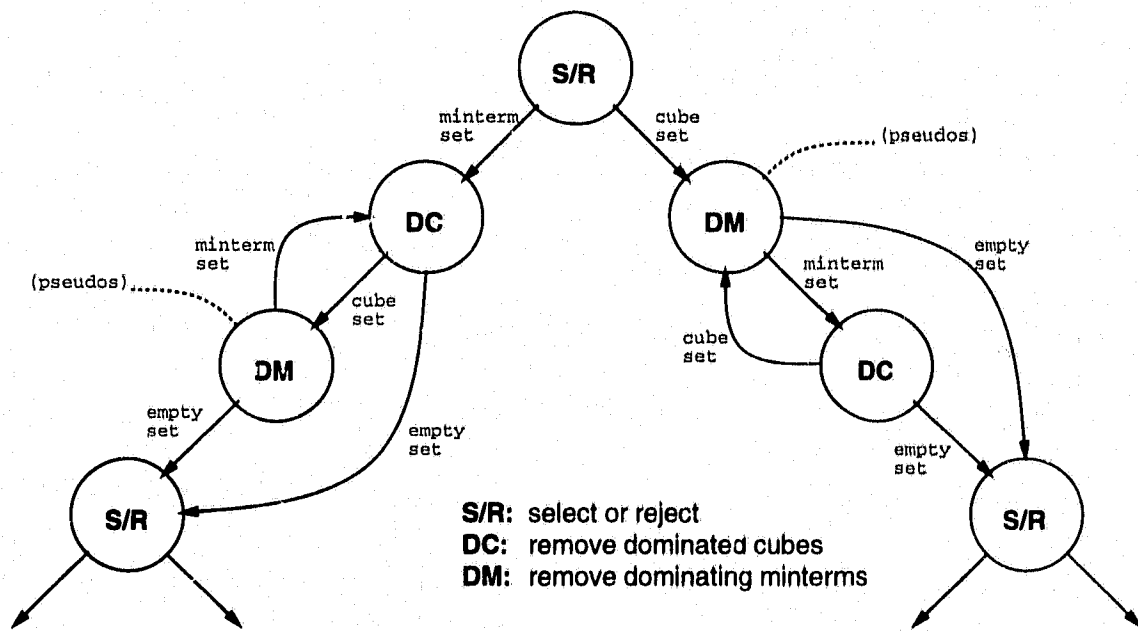 S/R
minterm
set
cube
set
(pseudos)
DC
DM
minterm
set
empty
set
minterm
set
(pseudos)
cube
set
cube
set
DM
DC
empty
set
empty
set
empty
set
S/R
S/R
S/R: select or reject
DC: remove dominated cubes
DM: remove dominating minterms